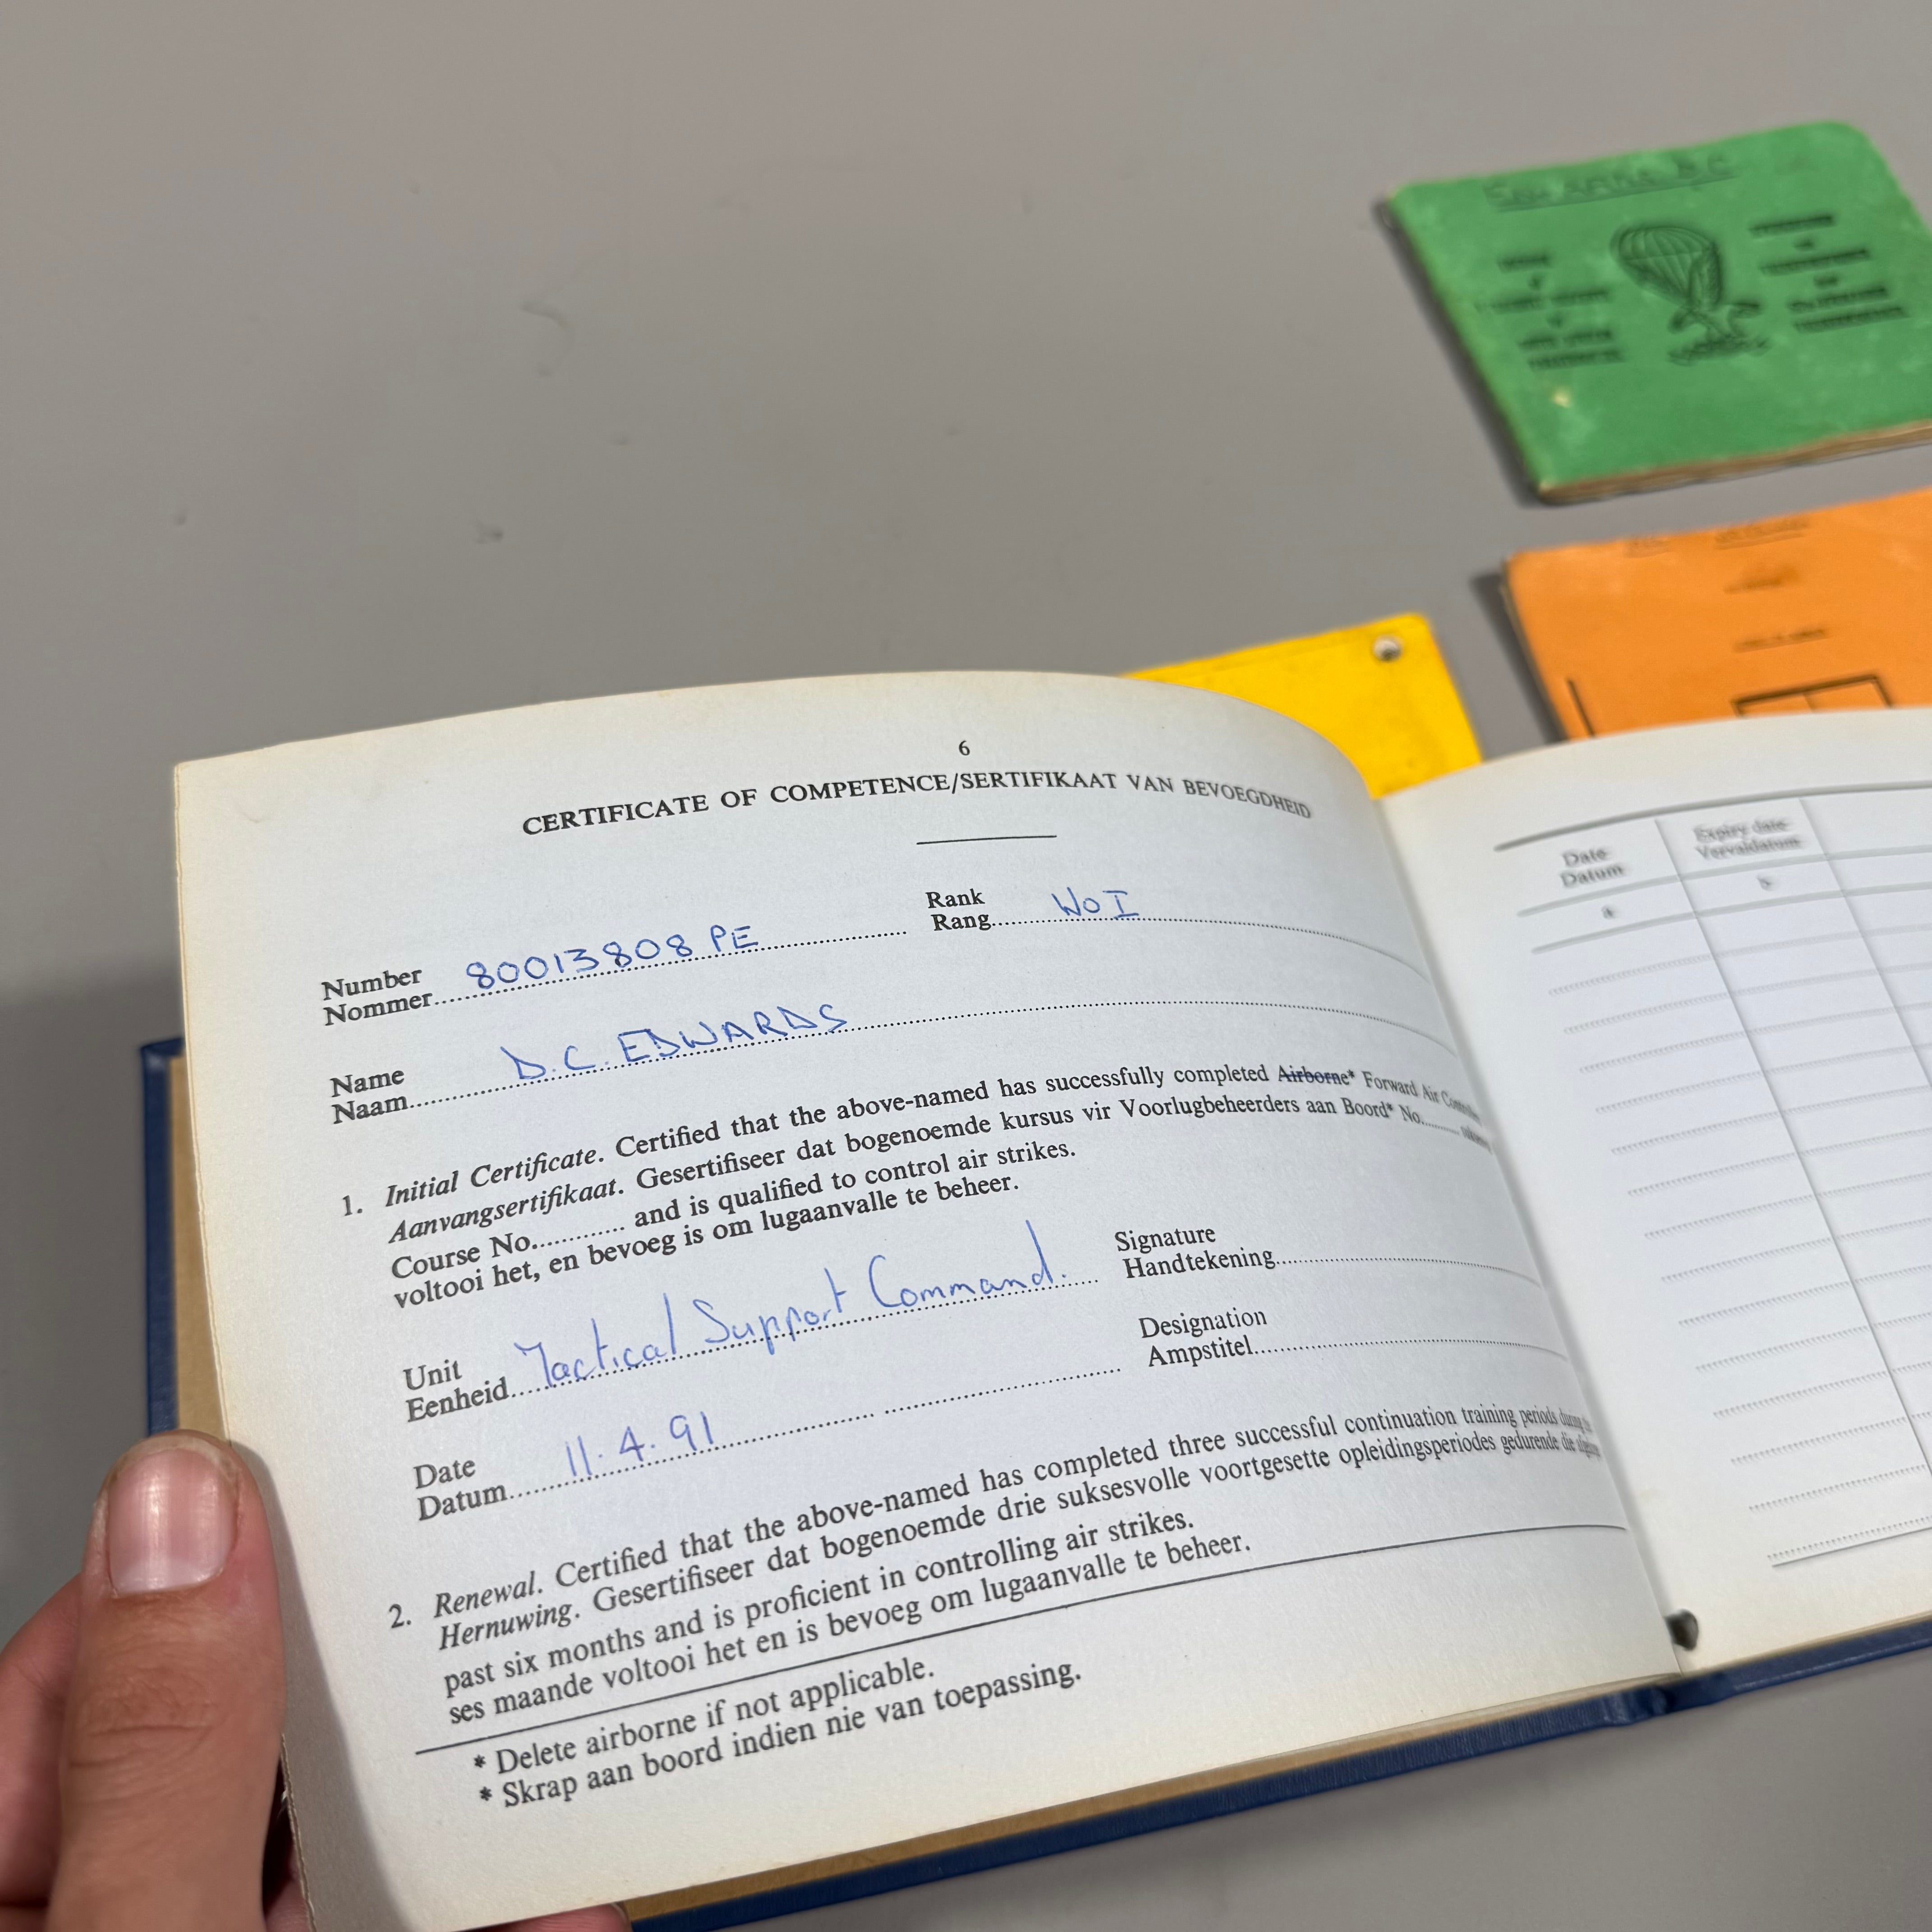 6
CERTIFICATE OF COMPETENCE/SERTIFIKAAT VAN BEVOEGDHEID
Number 80013808 PE Rank WO I
Nommer Rang
Name D.C. EDWARDS
Naam
1. Initial Certificate. Certified that the above-named has successfully completed Airborne* Forward Air
Aanvangsertifikaat. Gesertifiseer dat bogenoemde kursus vir Voorlugbeheerders aan Boord* No.
Course No............ and is qualified to control air strikes.
voltooi het, en bevoeg is om lugaanvalle te beheer.
Unit Tactical Support Command. Signature
Eenheid Handtekening
Date 11.4.91 Designation
Datum Ampstitel
2. Renewal. Certified that the above-named has completed three successful continuation training periods during
Hernuwing. Gesertifiseer dat bogenoemde drie suksesvolle voortgesette opleidingsperiodes gedurende die
past six months and is proficient in controlling air strikes.
ses maande voltooi het en is bevoeg om lugaanvalle te beheer.
* Delete airborne if not applicable.
* Skrap aan boord indien nie van toepassing.
Date Expiry date
Datum Vervaldatum
a b